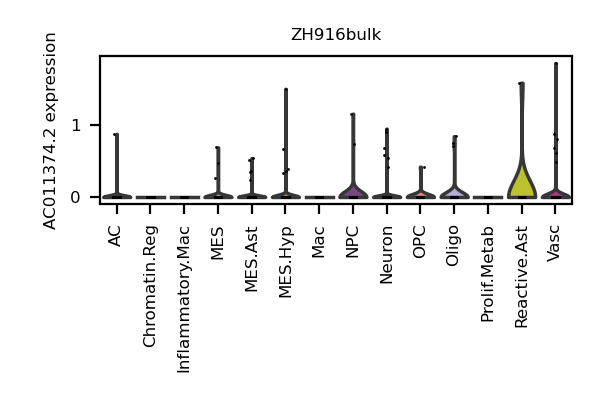 ZH916bulk
AC011374.2 expression
1
0
AC
Chromatin.Reg
Inflammatory.Mac
MES
MES.Ast
MES.Hyp
Mac
NPC
Neuron
OPC
Oligo
Prolif.Metab
Reactive.Ast
Vasc